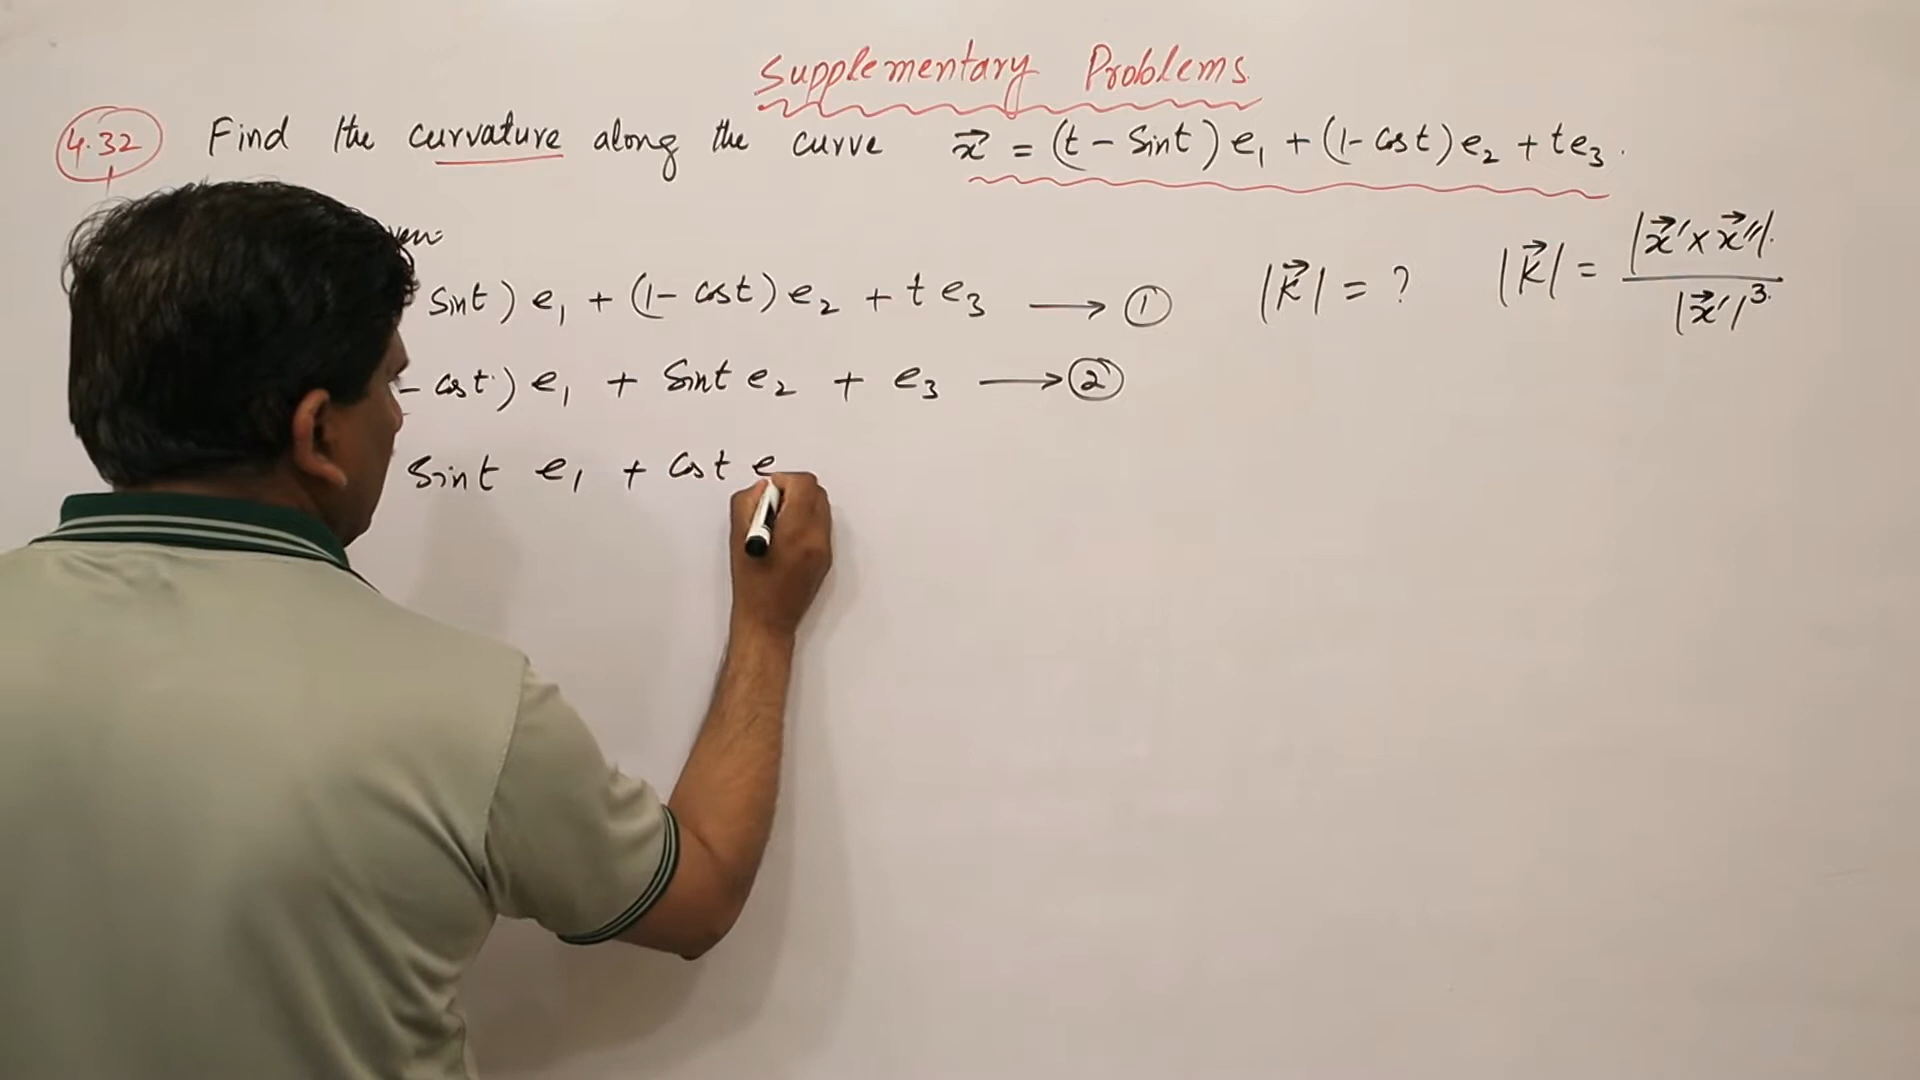 Supplementary Problems
4.32 Find the curvature along the curve x⃗ = (t - Sint) e₁ + (1 - cost) e₂ + t e₃.
Sint) e₁ + (1 - cost) e₂ + t e₃ → ①
|k⃗| = ? |k⃗| = |x⃗′ × x⃗″| / |x⃗′|³
- cost) e₁ + Sint e₂ + e₃ → ②
Sint e₁ + cost e